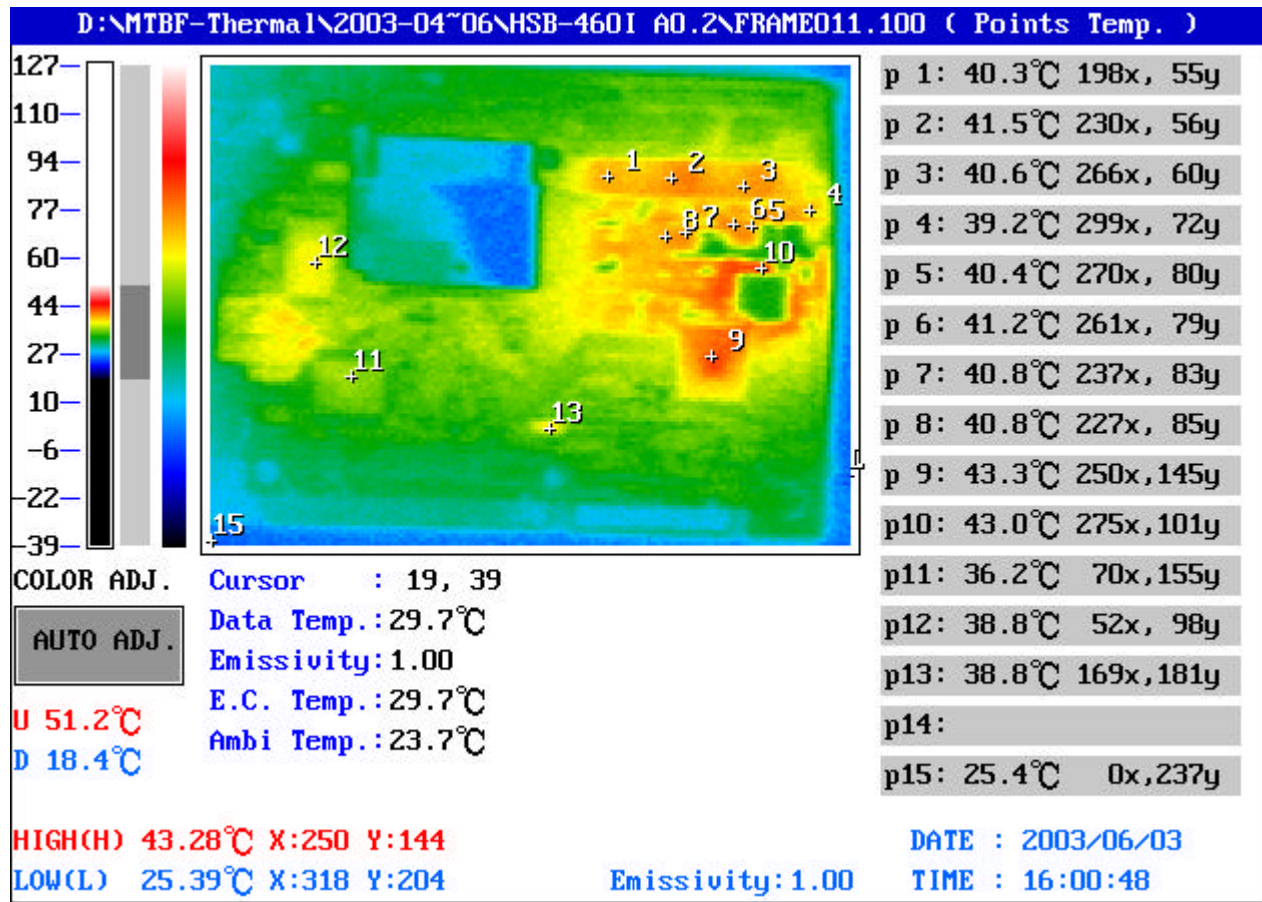 D:\MTBF-Thermal\2003-04~06\HSB-460I A0.2\FRAME011.100 ( Points Temp. )
127
110
94
77
60
44
27
10
-6
-22
-39
1
2
3
4
8
7
6
5
10
12
9
11
13
15
L
p 1: 40.3℃ 198x, 55y
p 2: 41.5℃ 230x, 56y
p 3: 40.6℃ 266x, 60y
p 4: 39.2℃ 299x, 72y
p 5: 40.4℃ 270x, 80y
p 6: 41.2℃ 261x, 79y
p 7: 40.8℃ 237x, 83y
p 8: 40.8℃ 227x, 85y
p 9: 43.3℃ 250x,145y
p10: 43.0℃ 275x,101y
p11: 36.2℃ 70x,155y
p12: 38.8℃ 52x, 98y
p13: 38.8℃ 169x,181y
p14:
p15: 25.4℃ 0x,237y
COLOR ADJ.
AUTO ADJ.
U 51.2℃
D 18.4℃
Cursor : 19, 39
Data Temp.:29.7℃
Emissivity:1.00
E.C. Temp.:29.7℃
Ambi Temp.:23.7℃
HIGH(H) 43.28℃ X:250 Y:144
LOW(L) 25.39℃ X:318 Y:204
Emissivity:1.00
DATE : 2003/06/03
TIME : 16:00:48